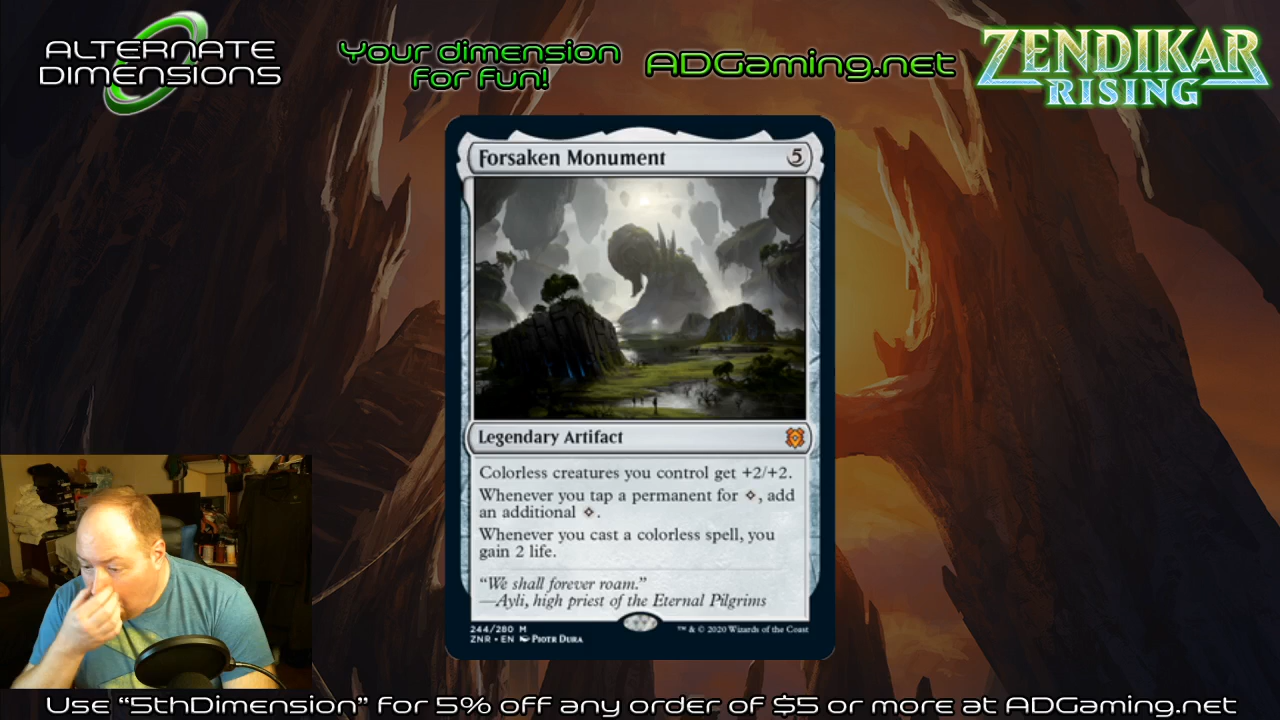 ALTERNATE
DIMENSIONS
Your dimension
for fun!
ADGaming.net
ZENDIKAR
RISING
Forsaken Monument 5
Legendary Artifact
Colorless creatures you control get +2/+2.
Whenever you tap a permanent for , add
an additional .
Whenever you cast a colorless spell, you
gain 2 life.
“We shall forever roam.”
—Ayli, high priest of the Eternal Pilgrims
244/280 M
ZNR • EN Piotr Dura
™ & © 2020 Wizards of the Coast
Use “5thDimension” for 5% off any order of $5 or more at ADGaming.net